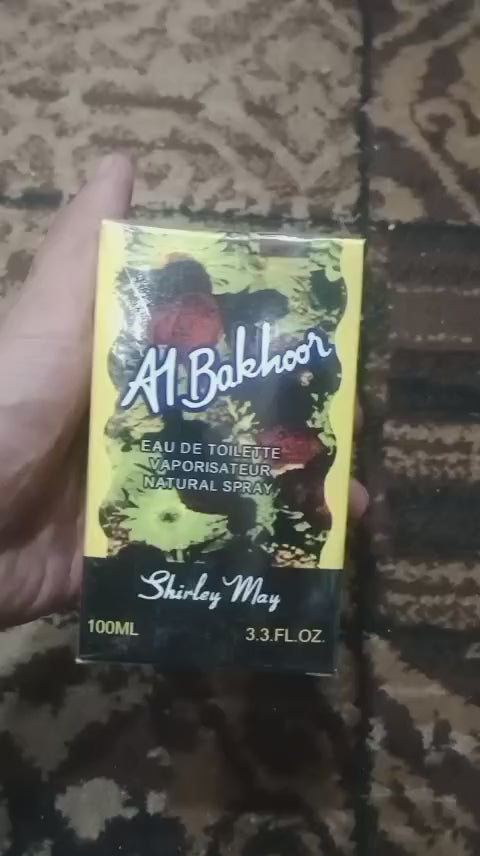 Al Bakhoor
EAU DE TOILETTE
VAPORISATEUR
NATURAL SPRAY
Shirley May
100ML 3.3.FL.OZ.